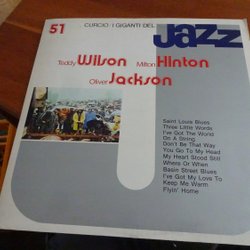 51
CURCIO: I GIGANTI DEL
Jazz
Teddy Wilson Milton HInton
Oliver Jackson
Saint Louis Blues
Three Little Words
I've Got The World
On A String
Don't Be That Way
You Go To My Head
My Heart Stood Still
Where Or When
Basin Street Blues
I've Got My Love To
Keep Me Warm
Flyin' Home